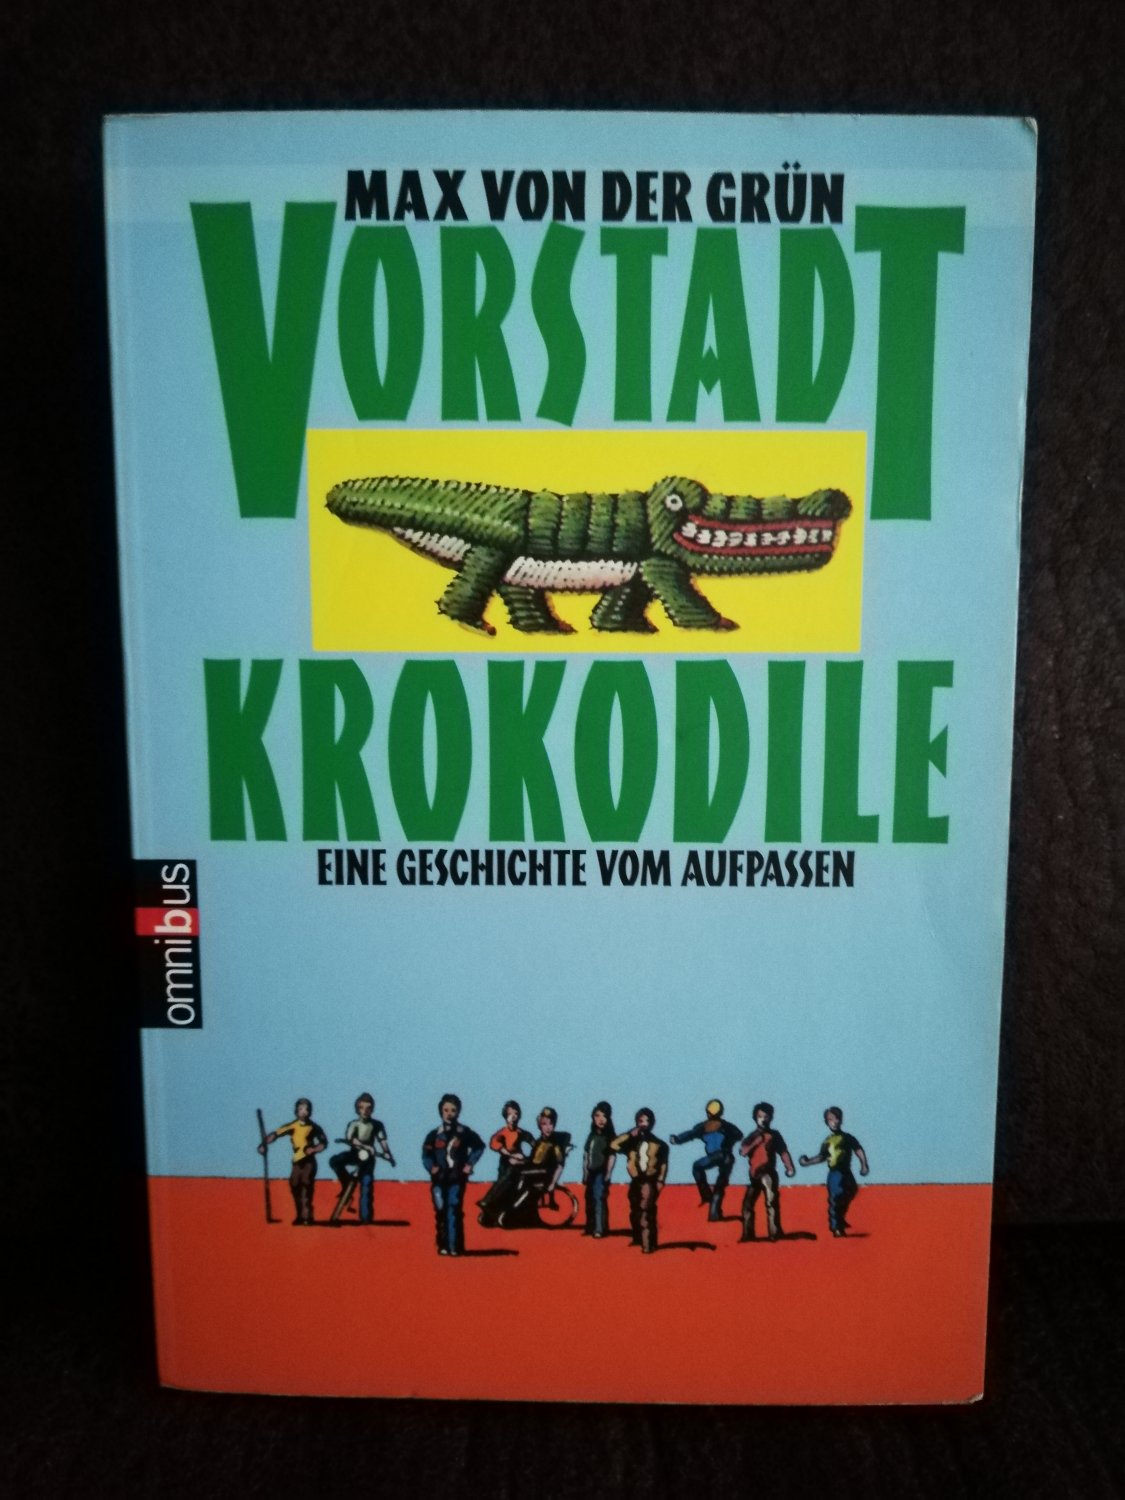 MAX VON DER GRÜN
VORSTADT
KROKODILE
EINE GESCHICHTE VOM AUFPASSEN
omnibus